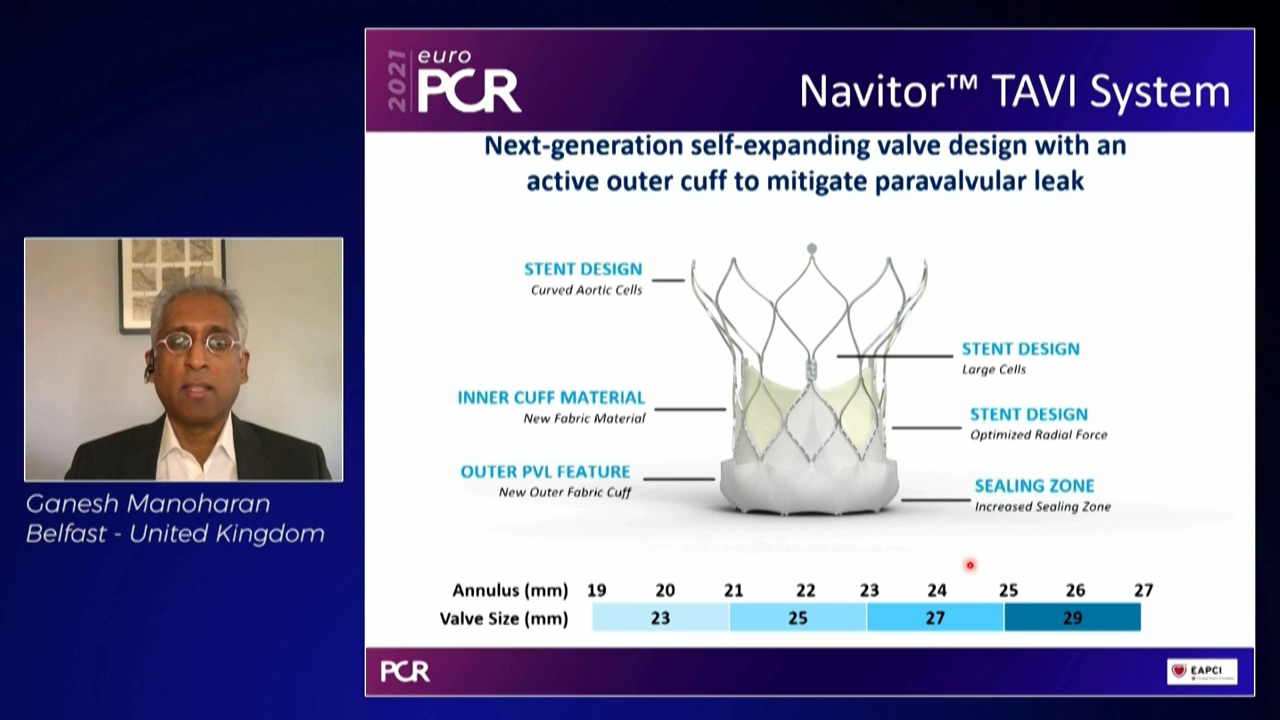 2021
euro
PCR
Navitor™ TAVI System
Next-generation self-expanding valve design with an
active outer cuff to mitigate paravalvular leak
STENT DESIGN
Curved Aortic Cells
STENT DESIGN
Large Cells
INNER CUFF MATERIAL
New Fabric Material
STENT DESIGN
Optimized Radial Force
OUTER PVL FEATURE
New Outer Fabric Cuff
SEALING ZONE
Increased Sealing Zone
Ganesh Manoharan
Belfast - United Kingdom
Annulus (mm) 19 20 21 22 23 24 25 26 27
Valve Size (mm) 23 25 27 29
PCR
EAPCI